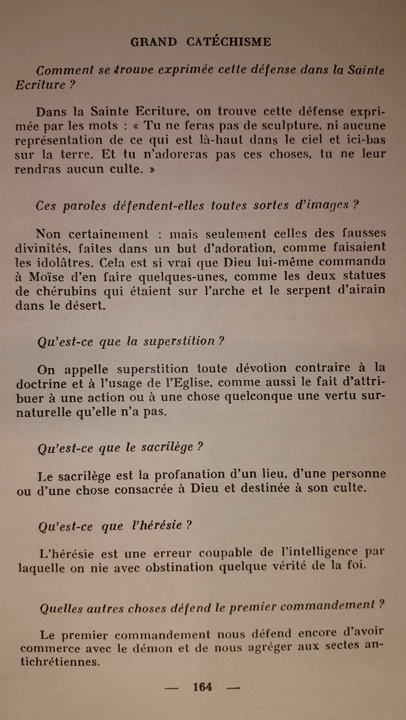 GRAND CATÉCHISME
Comment se trouve exprimée cette défense dans la Sainte
Ecriture ?
Dans la Sainte Ecriture, on trouve cette défense expri-
mée par les mots : « Tu ne feras pas de sculpture, ni aucune
représentation de ce qui est là-haut dans le ciel et ici-bas
sur la terre. Et tu n'adoreras pas ces choses, tu ne leur
rendras aucun culte. »
Ces paroles défendent-elles toutes sortes d'images ?
Non certainement : mais seulement celles des fausses
divinités, faites dans un but d'adoration, comme faisaient
les idolâtres. Cela est si vrai que Dieu lui-même commanda
à Moïse d'en faire quelques-unes, comme les deux statues
de chérubins qui étaient sur l'arche et le serpent d'airain
dans le désert.
Qu'est-ce que la superstition ?
On appelle superstition toute dévotion contraire à la
doctrine et à l'usage de l'Eglise, comme aussi le fait d'attri-
buer à une action ou à une chose quelconque une vertu sur-
naturelle qu'elle n'a pas.
Qu'est-ce que le sacrilège ?
Le sacrilège est la profanation d'un lieu, d'une personne
ou d'une chose consacrée à Dieu et destinée à son culte.
Qu'est-ce que l'hérésie ?
L'hérésie est une erreur coupable de l'intelligence par
laquelle on nie avec obstination quelque vérité de la foi.
Quelles autres choses défend le premier commandement ?
Le premier commandement nous défend encore d'avoir
commerce avec le démon et de nous agréger aux sectes an-
tichrétiennes.
— 164 —